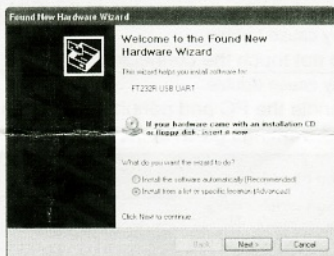 Found New Hardware Wizard
Welcome to the Found New
Hardware Wizard
This wizard helps you install software for:
FT232R USB UART
If your hardware came with an installation CD
or floppy disk, insert it now.
What do you want the wizard to do?
Install the software automatically (Recommended)
Install from a list or specific location (Advanced)
Click Next to continue.
< Back
Next >
Cancel